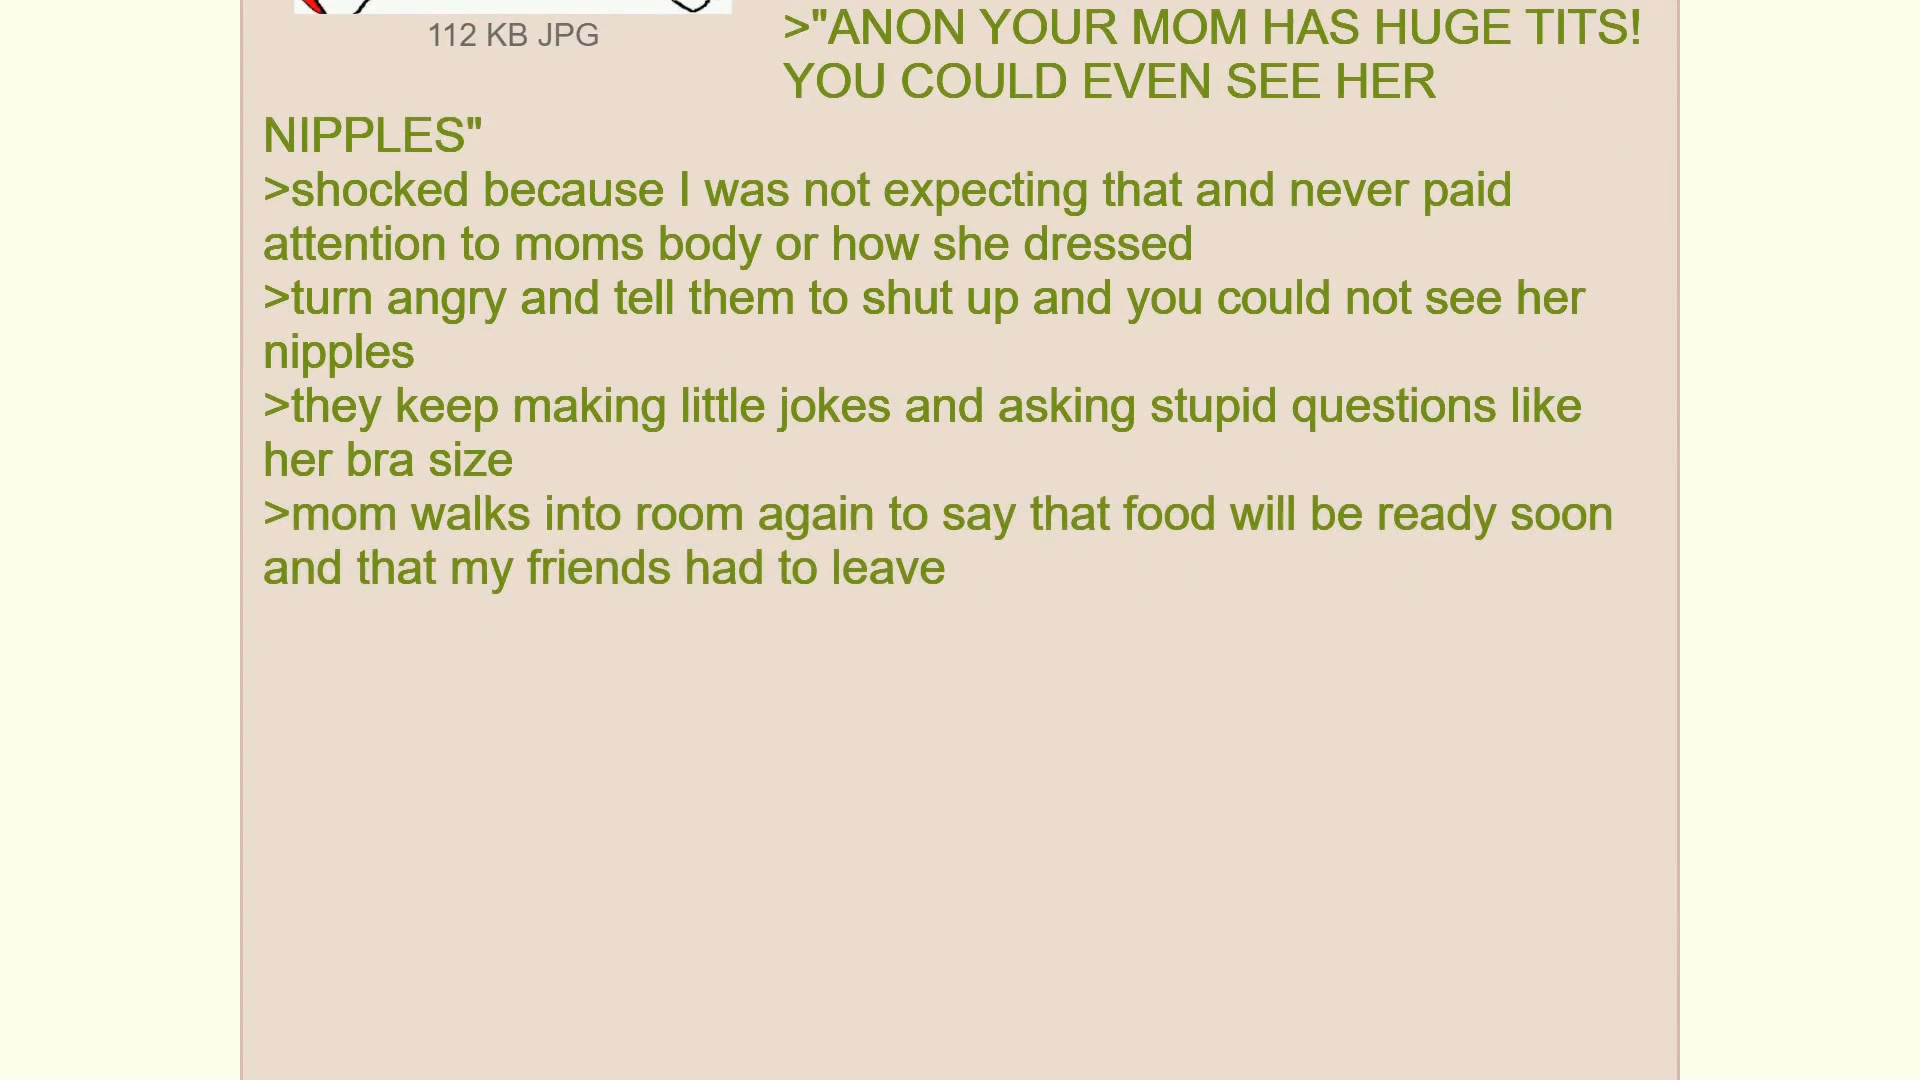 112 KB JPG
>"ANON YOUR MOM HAS HUGE TITS!
YOU COULD EVEN SEE HER
NIPPLES"
>shocked because I was not expecting that and never paid
attention to moms body or how she dressed
>turn angry and tell them to shut up and you could not see her
nipples
>they keep making little jokes and asking stupid questions like
her bra size
>mom walks into room again to say that food will be ready soon
and that my friends had to leave